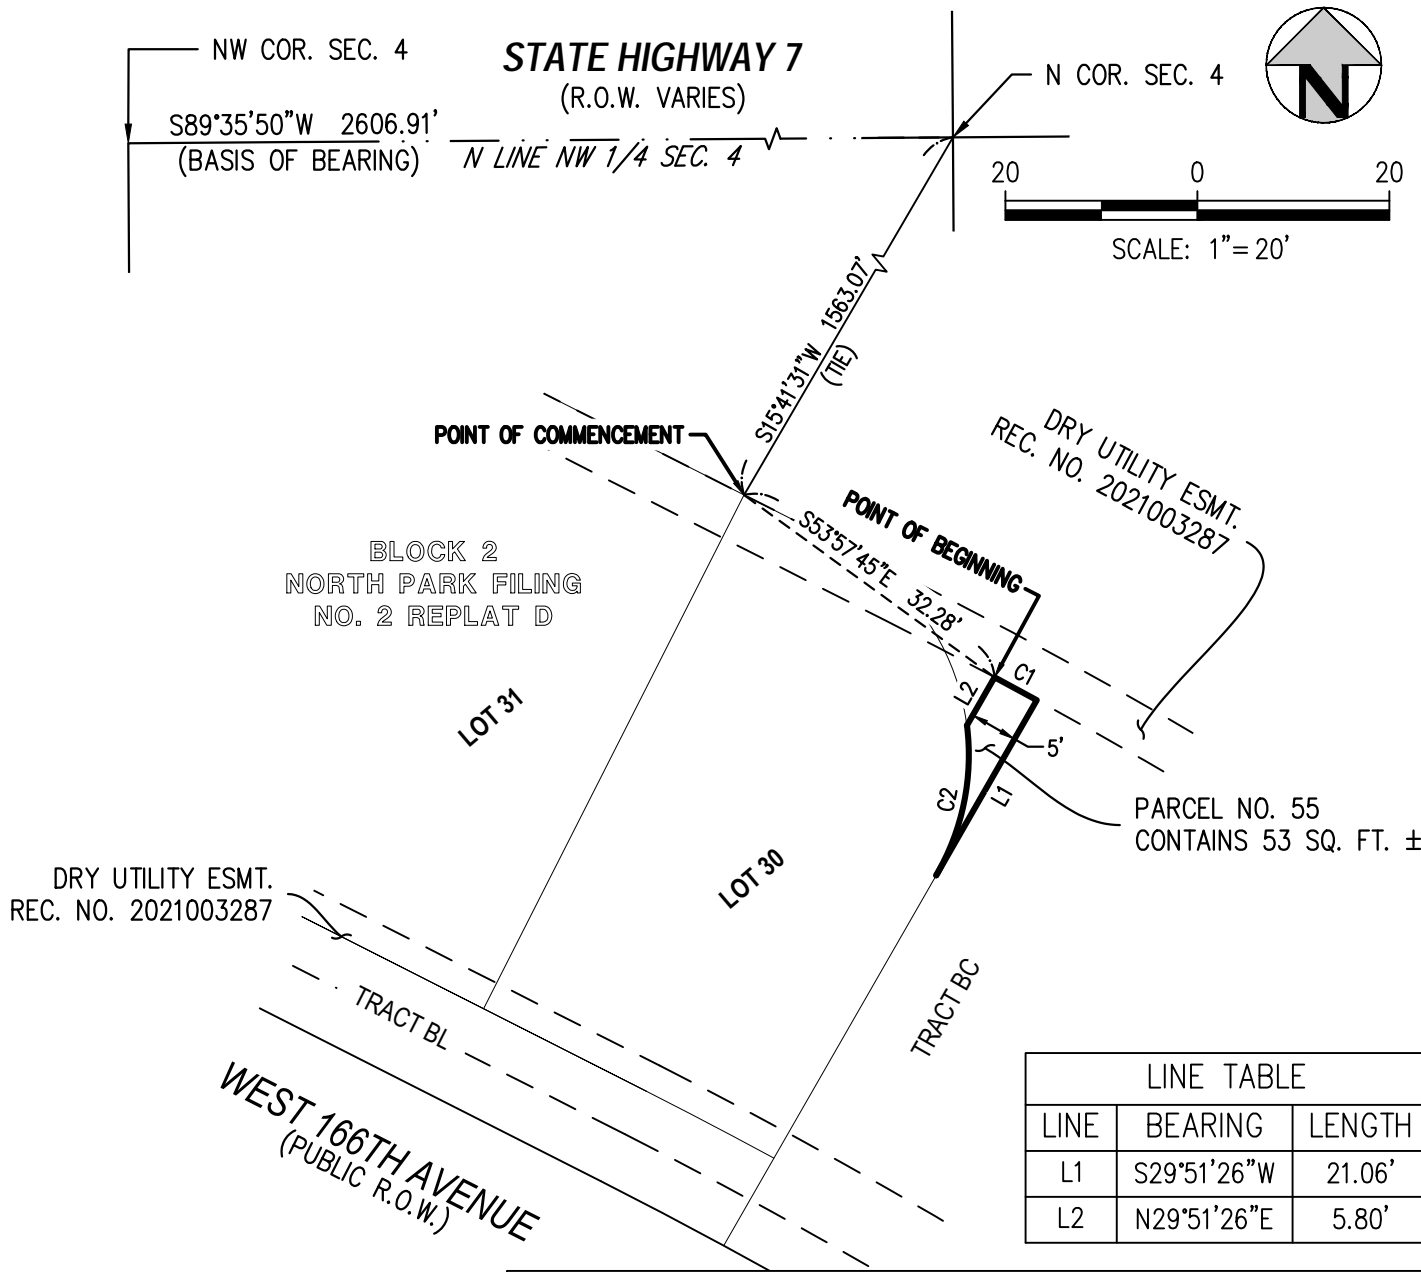 NW COR. SEC. 4
STATE HIGHWAY 7
(R.O.W. VARIES)
N COR. SEC. 4
N
S89°35'50"W 2606.91'
(BASIS OF BEARING)
N LINE NW 1/4 SEC. 4
20 0 20
SCALE: 1"=20'
S15°41'31"W 1563.07'
(TIE)
POINT OF COMMENCEMENT
DRY UTILITY ESMT.
REC. NO. 2021003287
POINT OF BEGINNING
S53°57'45"E 32.28'
BLOCK 2
NORTH PARK FILING
NO. 2 REPLAT D
C1
L2
LOT 31
5'
C2
L1
PARCEL NO. 55
CONTAINS 53 SQ. FT. ±
LOT 30
DRY UTILITY ESMT.
REC. NO. 2021003287
TRACT BL
TRACT BC
WEST 166TH AVENUE
(PUBLIC R.O.W.)
LINE TABLE
LINE BEARING LENGTH
L1 S29°51'26"W 21.06'
L2 N29°51'26"E 5.80'